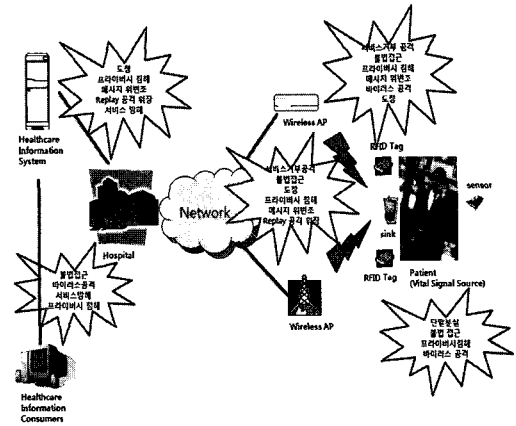 도청
프라이버시 침해
메시지 위변조
Replay 공격 위장
서비스 방해
서비스거부 공격
불법접근
프라이버시 침해
메시지 위변조
바이러스 공격
도청
Wireless AP
Healthcare
Information
System
RFID Tag
서비스거부공격
불법접근
도청
프라이버시 침해
메시지 위변조
Replay 공격 위장
sensor
Network
sink
Hospital
RFID Tag
Patient
(Vital Signal Source)
불법접근
바이러스공격
서비스방해
프라이버시 침해
Wireless AP
단말분실
불법 접근
프라이버시침해
바이러스 공격
Healthcare
Information
Consumers